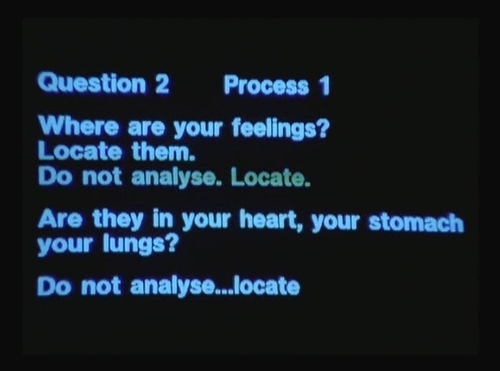 Question 2 Process 1
Where are your feelings?
Locate them.
Do not analyse. Locate.
Are they in your heart, your stomach
your lungs?
Do not analyse...locate